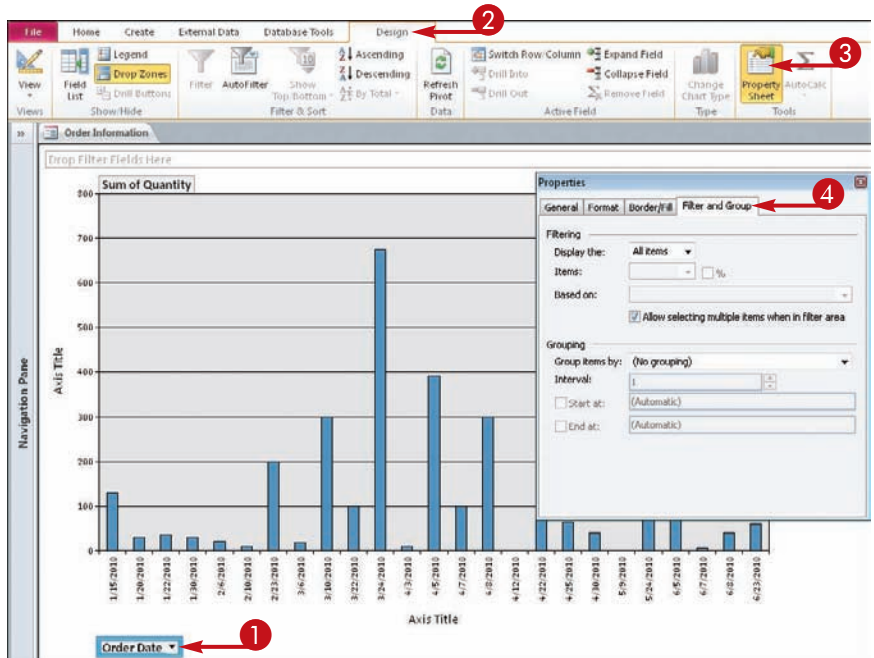 2
File Home Create External Data Database Tools Design
3
View
Views
Field List
Legend
Drop Zones
Drill Buttons
Show/Hide
Filter
AutoFilter
Show Top/Bottom
Ascending
Descending
By Total
Filter & Sort
Refresh Pivot
Data
Switch Row/Column
Drill Into
Drill Out
Expand Field
Collapse Field
Remove Field
Active Field
Change Chart Type
Type
Property Sheet
AutoCalc
Tools
»
Order Information
Drop Filter Fields Here
Navigation Pane
Sum of Quantity
800
700
600
500
400
300
200
100
0
Axis Title
1/15/2010
1/20/2010
1/22/2010
1/30/2010
2/6/2010
2/10/2010
2/23/2010
3/6/2010
3/10/2010
3/22/2010
3/24/2010
4/3/2010
4/5/2010
4/7/2010
4/8/2010
4/12/2010
4/22/2010
4/25/2010
4/30/2010
5/9/2010
5/24/2010
6/5/2010
6/7/2010
6/8/2010
6/23/2010
Axis Title
Order Date
1
Properties
General Format Border/Fill Filter and Group
4
Filtering
Display the: All items
Items: %
Based on:
Allow selecting multiple items when in filter area
Grouping
Group items by: (No grouping)
Interval: 1
Start at: (Automatic)
End at: (Automatic)